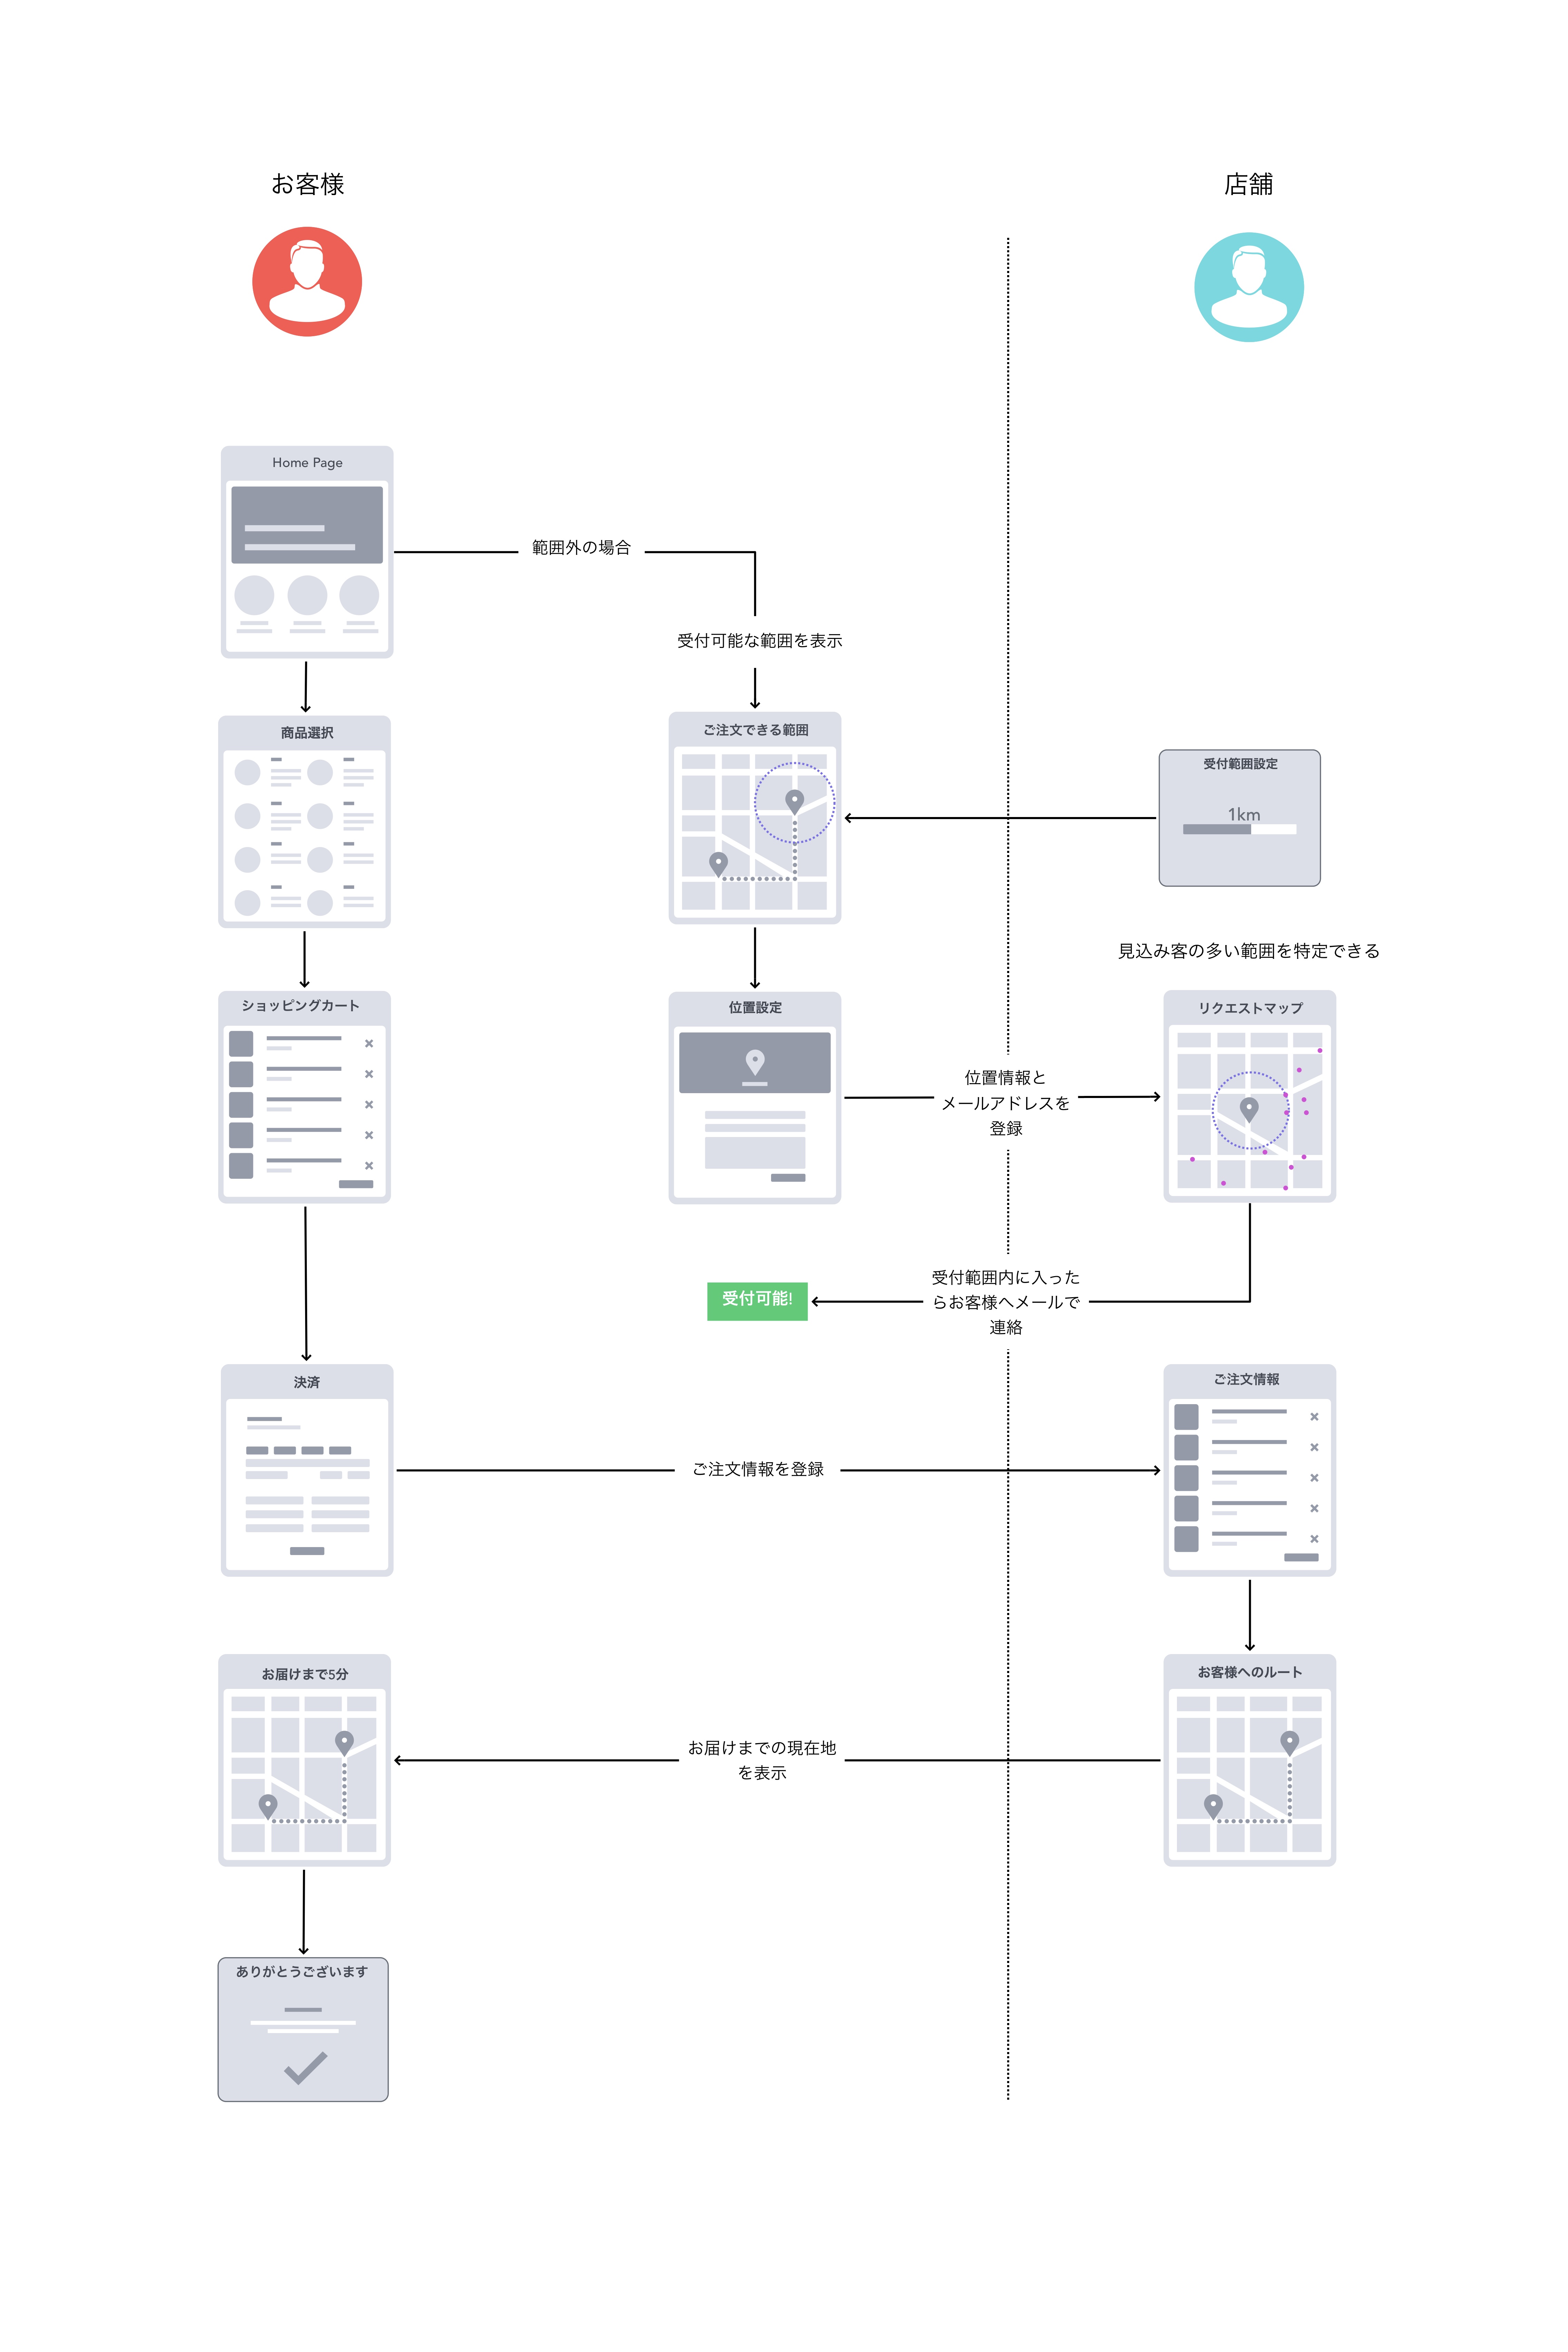 お客様
店舗
Home Page
範囲外の場合
受付可能な範囲を表示
商品選択
ご注文できる範囲
受付範囲設定
1km
見込み客の多い範囲を特定できる
ショッピングカート
位置設定
リクエストマップ
位置情報と
メールアドレスを
登録
受付範囲内に入った
らお客様へメールで
連絡
受付可能!
決済
ご注文情報
ご注文情報を登録
お届けまで5分
お客様へのルート
お届けまでの現在地
を表示
ありがとうございます